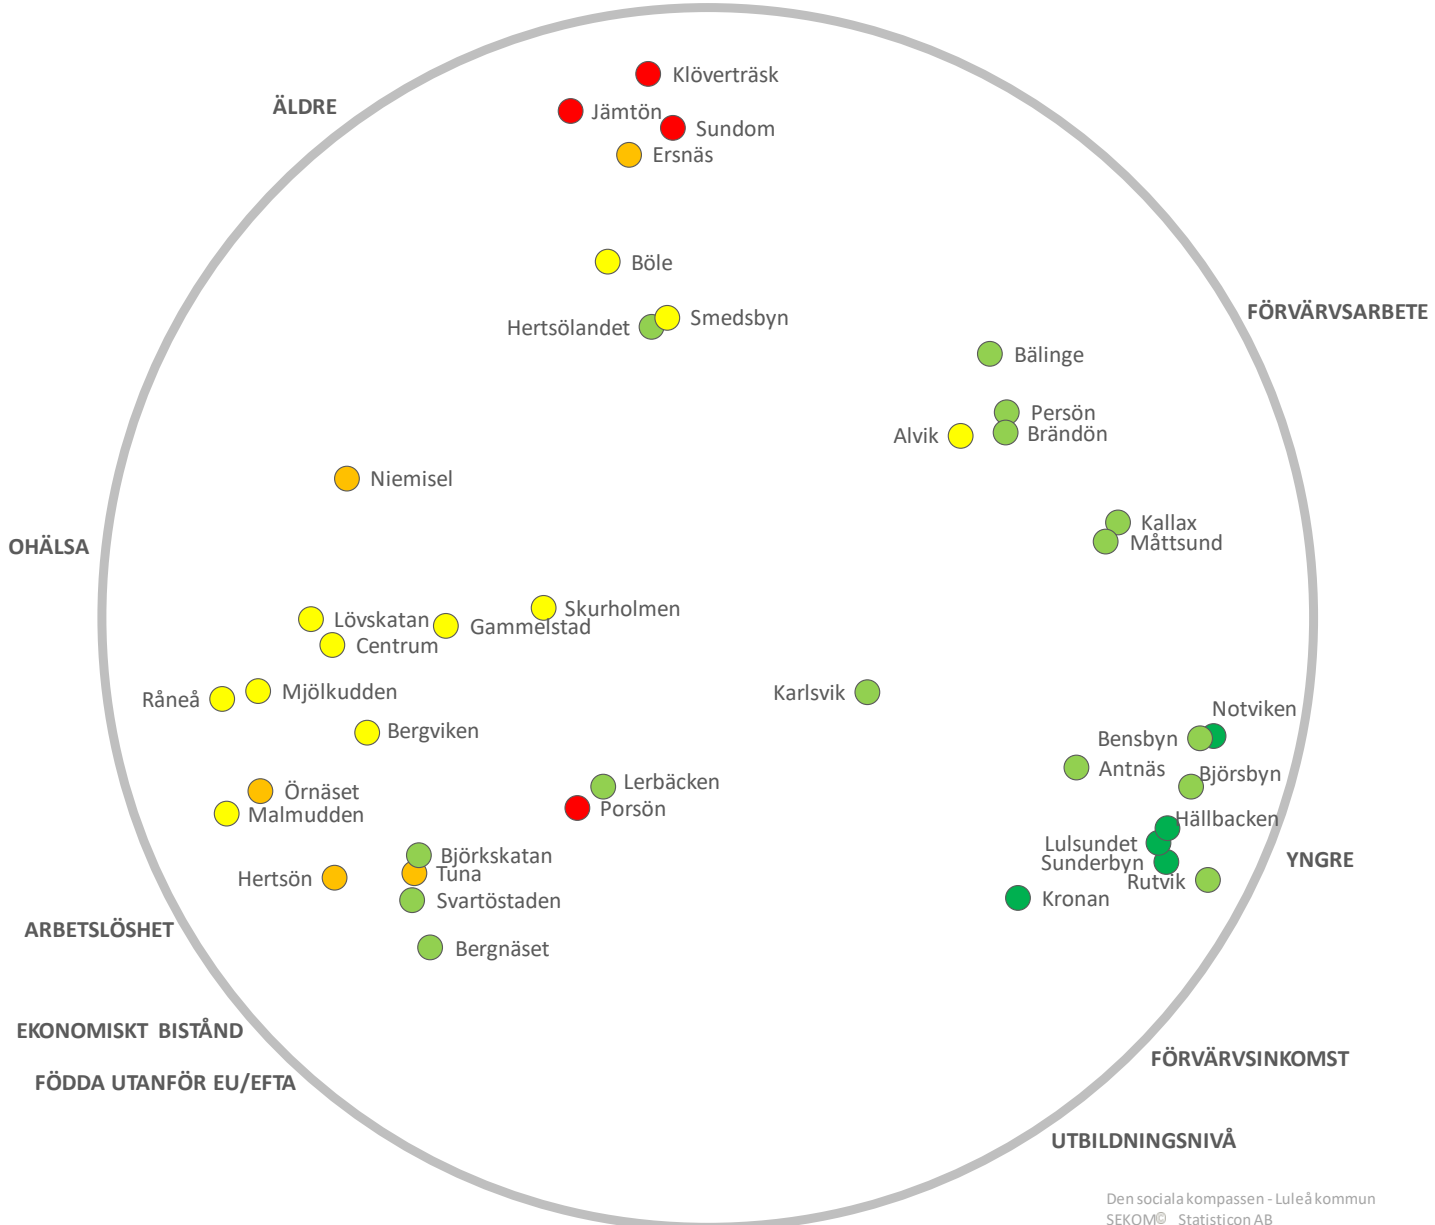 Klöverträsk
ÄLDRE
Jämtön
Sundom
Ersnäs
Böle
FÖRVÄRVSARBETE
Smedsbyn
Hertsölandet
Bälinge
Persön
Brändön
Alvik
Niemisel
Kallax
Måttsund
OHÄLSA
Skurholmen
Lövskatan
Gammelstad
Centrum
Mjölkudden
Karlsvik
Råneå
Notviken
Bergviken
Bensbyn
Antnäs
Björsbyn
Lerbäcken
Örnäset
Porsön
Malmudden
Hällbacken
Lulsundet
Björkskatan
YNGRE
Sunderbyn
Tuna
Hertsön
Rutvik
Svartöstaden
Kronan
ARBETSLÖSHET
Bergnäset
EKONOMISKT BISTÅND
FÖRVÄRVSINKOMST
FÖDDA UTANFÖR EU/EFTA
UTBILDNINGSNIVÅ
Den sociala kompassen - Luleå kommun
SEKOM© Statisticon AB